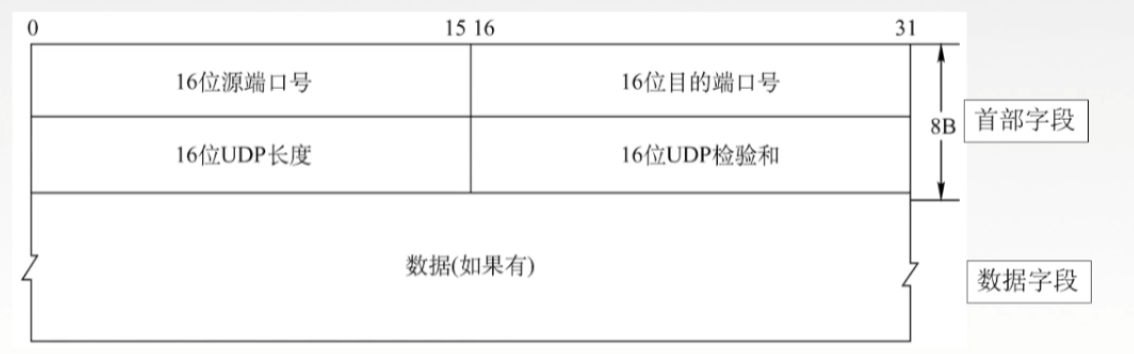 0 15 16 31
16位源端口号 16位目的端口号
8B 首部字段
16位UDP长度 16位UDP检验和
数据(如果有)
数据字段